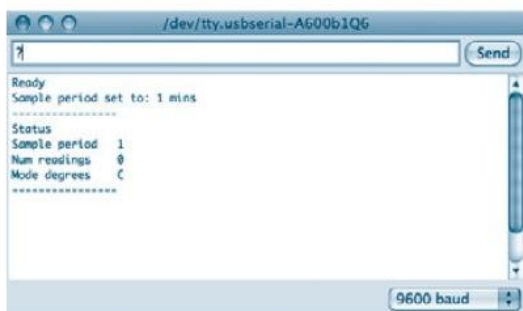 /dev/tty.usbserial-A600b1Q6
?
Send
Ready
Sample period set to: 1 mins
----------------
Status
Sample period 1
Num readings 0
Mode degrees C
----------------
9600 baud